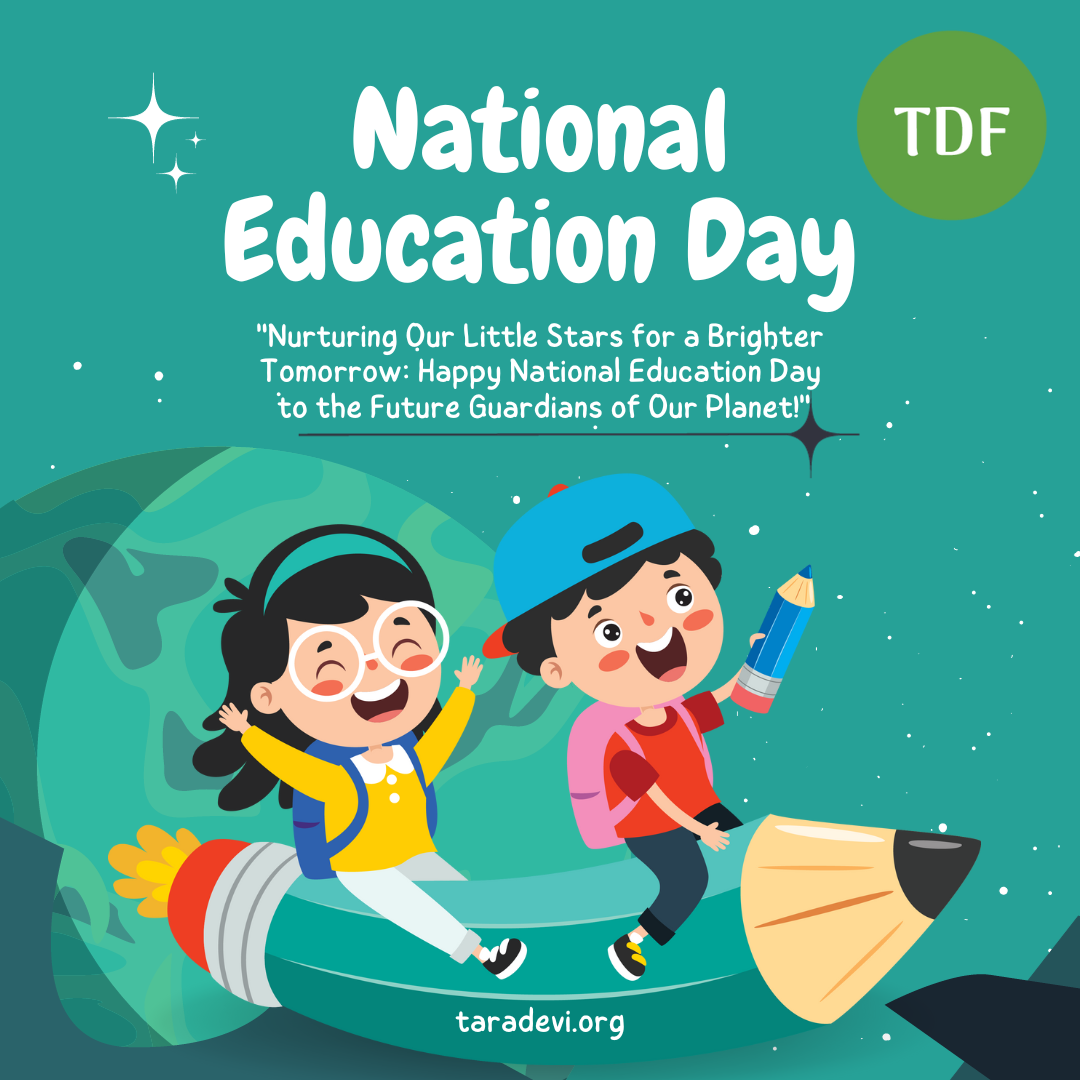 National
TDF
Education Day
"Nurturing Our Little Stars for a Brighter
Tomorrow: Happy National Education Day
to the Future Guardians of Our Planet!"
taradevi.org